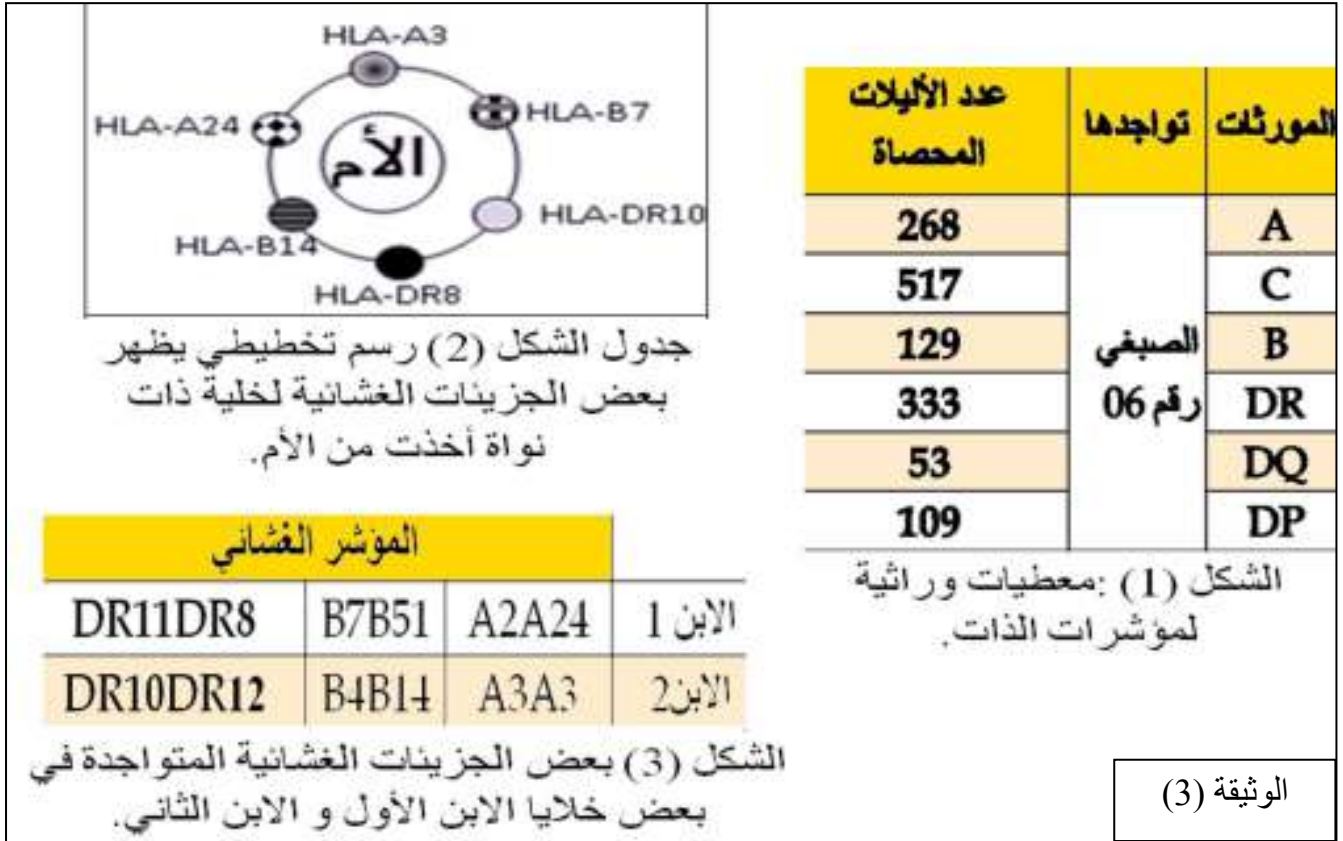 المورثات تواجدها عدد الأليلات المحصاة
A الصبغي رقم 06 268
C 517
B 129
DR 333
DQ 53
DP 109
الشكل (1) :معطيات وراثية
لمؤشرات الذات.
HLA-A3
HLA-A24
HLA-B7
الأم
HLA-B14
HLA-DR10
HLA-DR8
جدول الشكل (2) رسم تخطيطي يظهر
بعض الجزيئات الغشائية لخلية ذات
نواة أخذت من الأم.
المؤشر الغشائي
الابن 1 A2A24 B7B51 DR11DR8
الابن2 A3A3 B4B14 DR10DR12
الشكل (3) بعض الجزيئات الغشائية المتواجدة في
بعض خلايا الابن الأول و الابن الثاني.
الوثيقة (3)